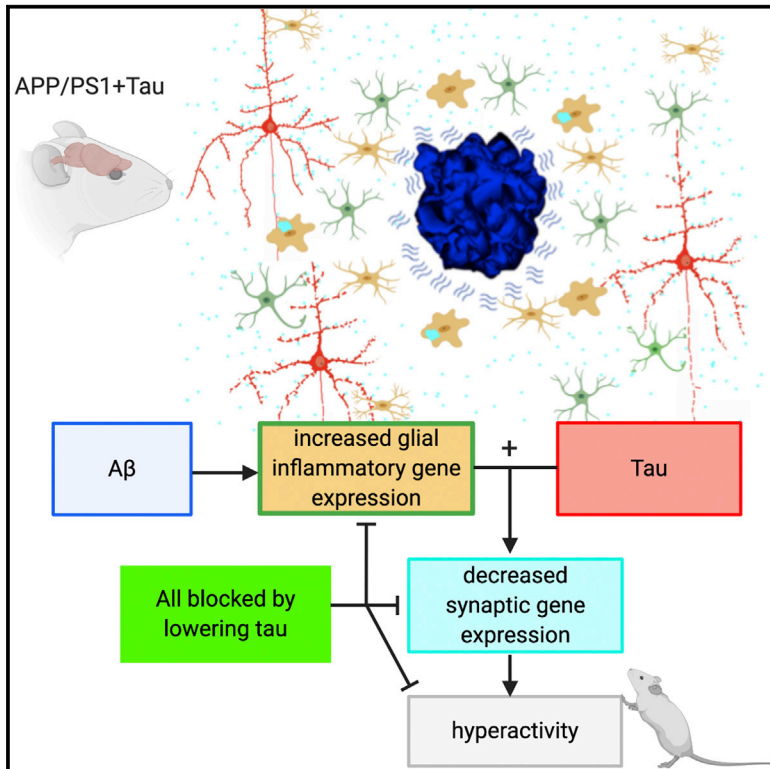 APP/PS1+Tau
Aβ
increased glial
inflammatory gene
expression
+
Tau
All blocked by
lowering tau
decreased
synaptic gene
expression
hyperactivity